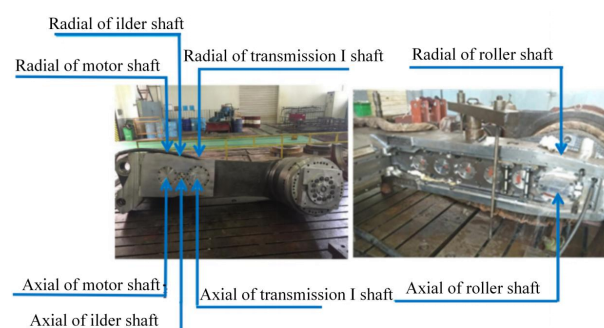 Radial of ilder shaft
Radial of motor shaft
Radial of transmission I shaft
Radial of roller shaft
Axial of motor shaft
Axial of transmission I shaft
Axial of roller shaft
Axial of ilder shaft